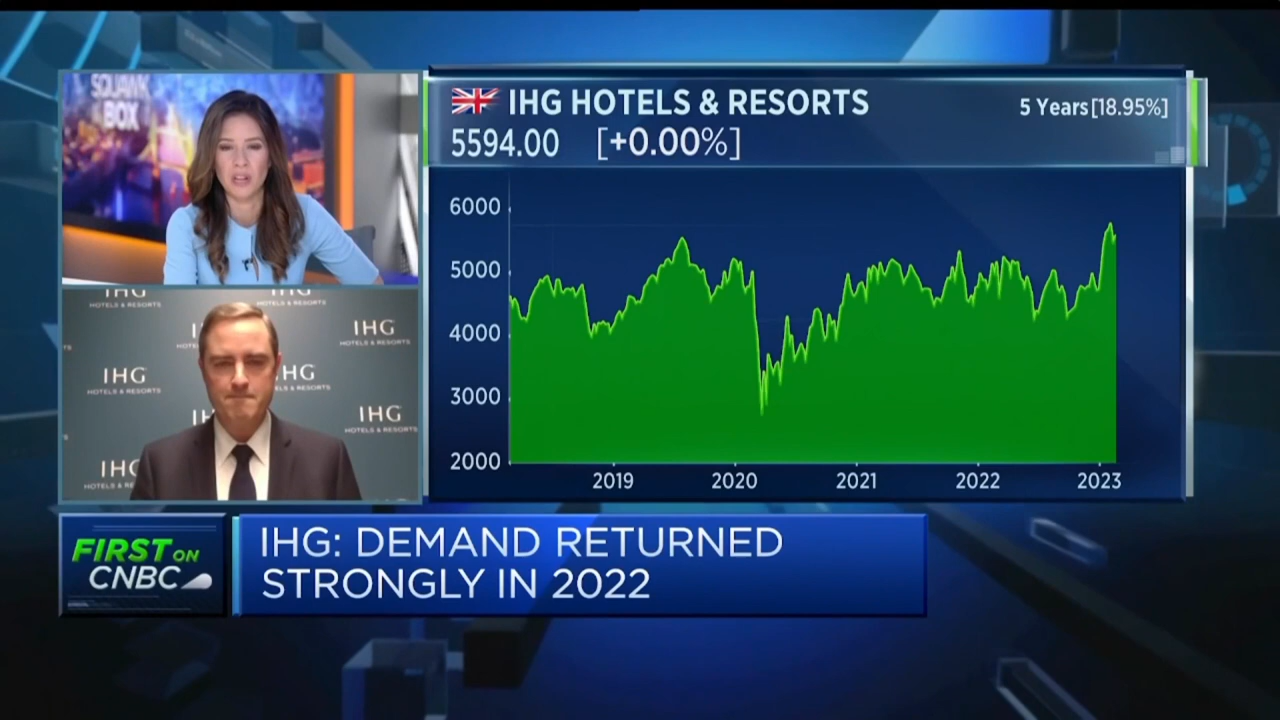 SQUAWK
BOX
IHG HOTELS & RESORTS
5 Years[18.95%]
5594.00 [+0.00%]
6000
5000
4000
3000
2000
2019
2020
2021
2022
2023
IHG
HOTELS & RESORTS
IHG
HOTELS & RESORTS
IHG
HOTELS & RESORTS
IHG
HOTELS & RESORTS
IHG
HOTELS & RESORTS
FIRST ON
CNBC
IHG: DEMAND RETURNED
STRONGLY IN 2022